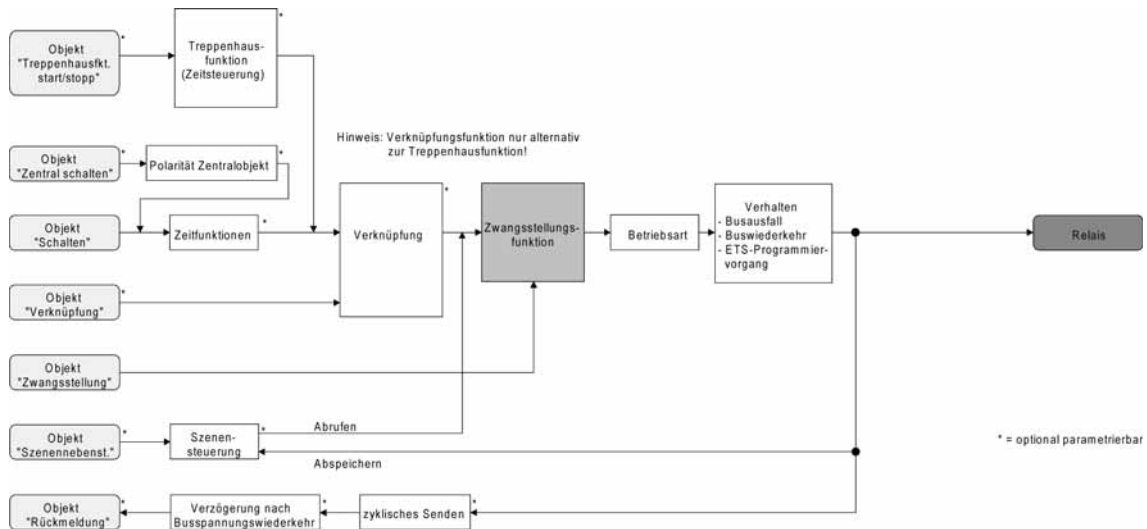 *
*
Objekt
"Treppenhausfkt.
start/stopp"
Treppenhaus-
funktion
(Zeitsteuerung)
Hinweis: Verknüpfungsfunktion nur alternativ
zur Treppenhausfunktion!
*
*
Objekt
"Zentral schalten"
Polarität Zentralobjekt
*
*
*
Objekt
"Schalten"
Zeitfunktionen
Verknüpfung
Zwangsstellungs-
funktion
Betriebsart
Verhalten
- Busausfall
- Buswiederkehr
- ETS-Programmier-
vorgang
Relais
*
Objekt
"Verknüpfung"
Objekt
"Zwangsstellung"
*
*
Objekt
"Szenennebenst."
Szenen-
steuerung
Abrufen
Abspeichern
* = optional parametrierbar
*
*
*
Objekt
"Rückmeldung"
Verzögerung nach
Busspannungswiederkehr
zyklisches Senden